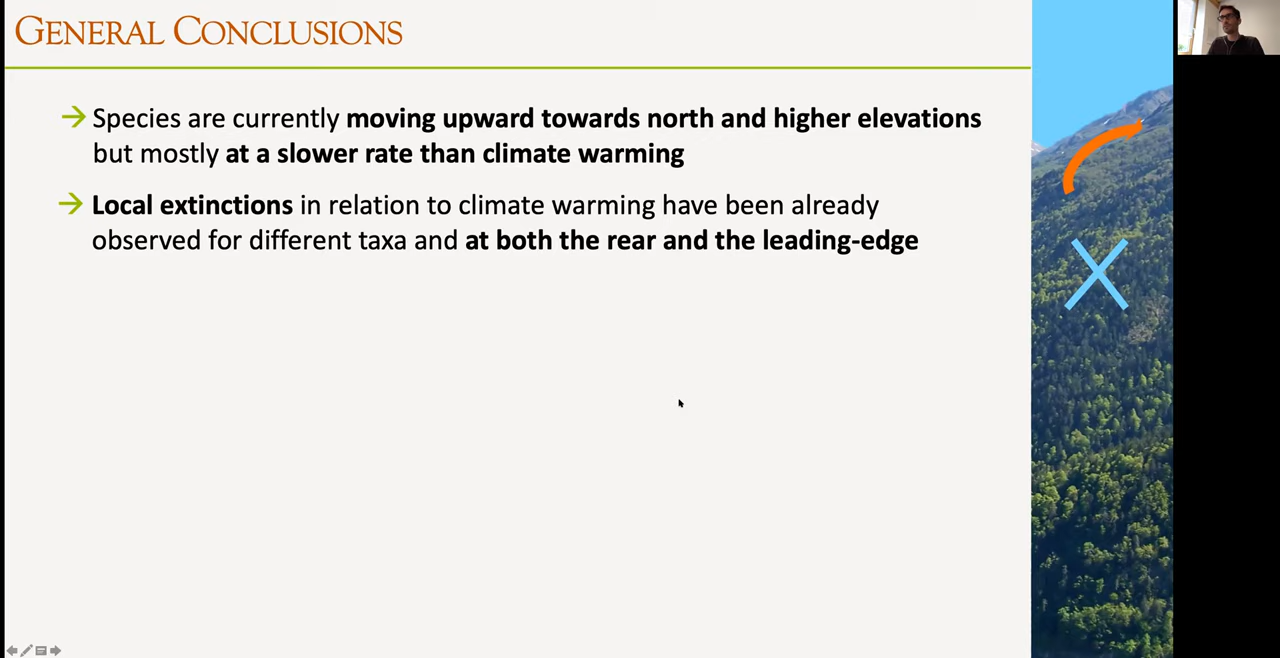 GENERAL CONCLUSIONS
→ Species are currently moving upward towards north and higher elevations
but mostly at a slower rate than climate warming
→ Local extinctions in relation to climate warming have been already
observed for different taxa and at both the rear and the leading-edge